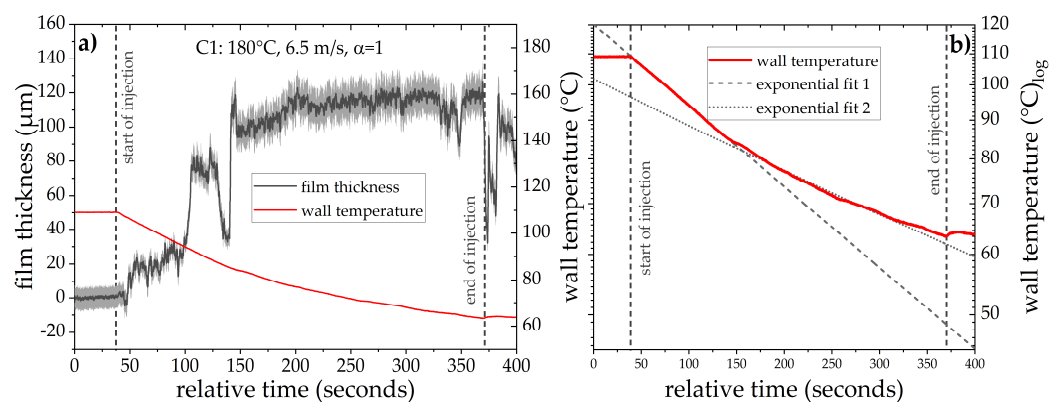 a)
C1: 180°C, 6.5 m/s, α=1
film thickness (µm)
160
140
120
100
80
60
40
20
0
-20
start of injection
film thickness
wall temperature
end of injection
180
160
140
120
100
80
60
wall temperature (°C)
0 50 100 150 200 250 300 350 400
relative time (seconds)
b)
wall temperature
exponential fit 1
exponential fit 2
start of injection
end of injection
120
110
100
90
80
70
60
50
wall temperature (°C)log
0 50 100 150 200 250 300 350 400
relative time (seconds)